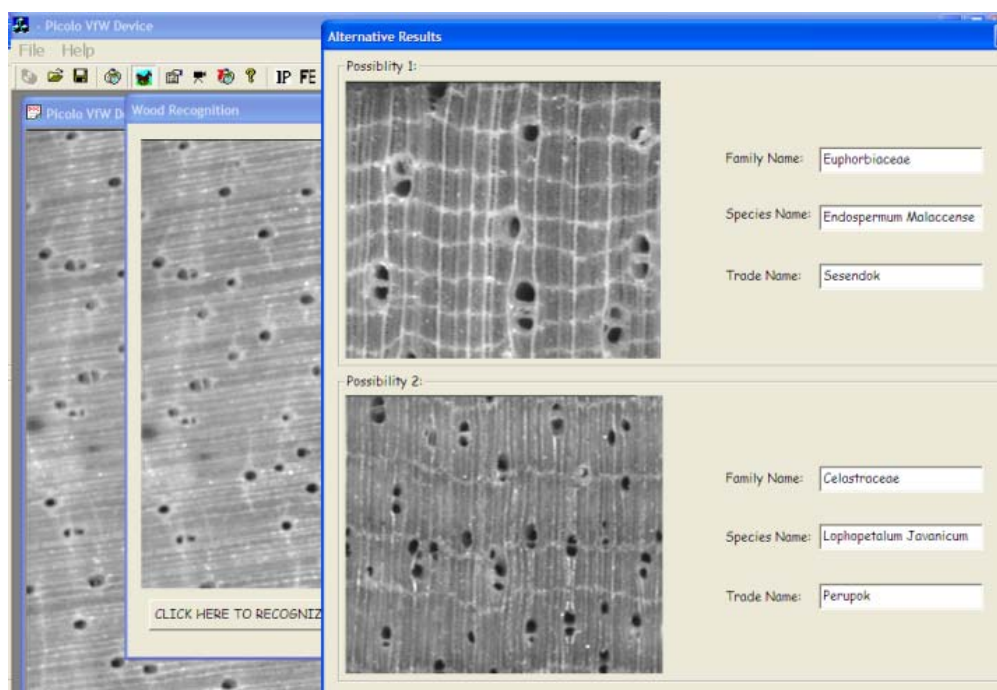 - Picolo VfW Device
File Help
IP FE
Picolo VfW D
Wood Recognition
CLICK HERE TO RECOGNIZ
Alternative Results
Possiblity 1:
Family Name: Euphorbiaceae
Species Name: Endospermum Malaccense
Trade Name: Sesendok
Possibility 2:
Family Name: Celastraceae
Species Name: Lophopetalum Javanicum
Trade Name: Perupok